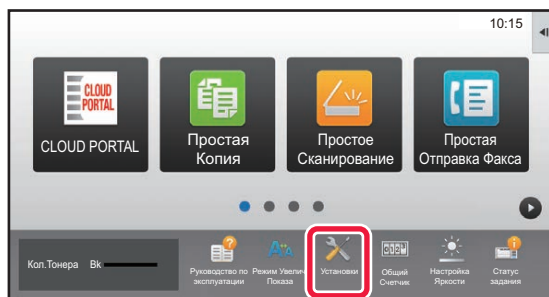 10:15
CLOUD
PORTAL
CLOUD PORTAL
Простая
Копия
Простое
Сканирование
Простая
Отправка Факса
Кол.Тонера Bk
Руководство по
эксплуатации
Режим Увелич
Показа
Установки
Общий
Счетчик
Настройка
Яркости
Статус
задания